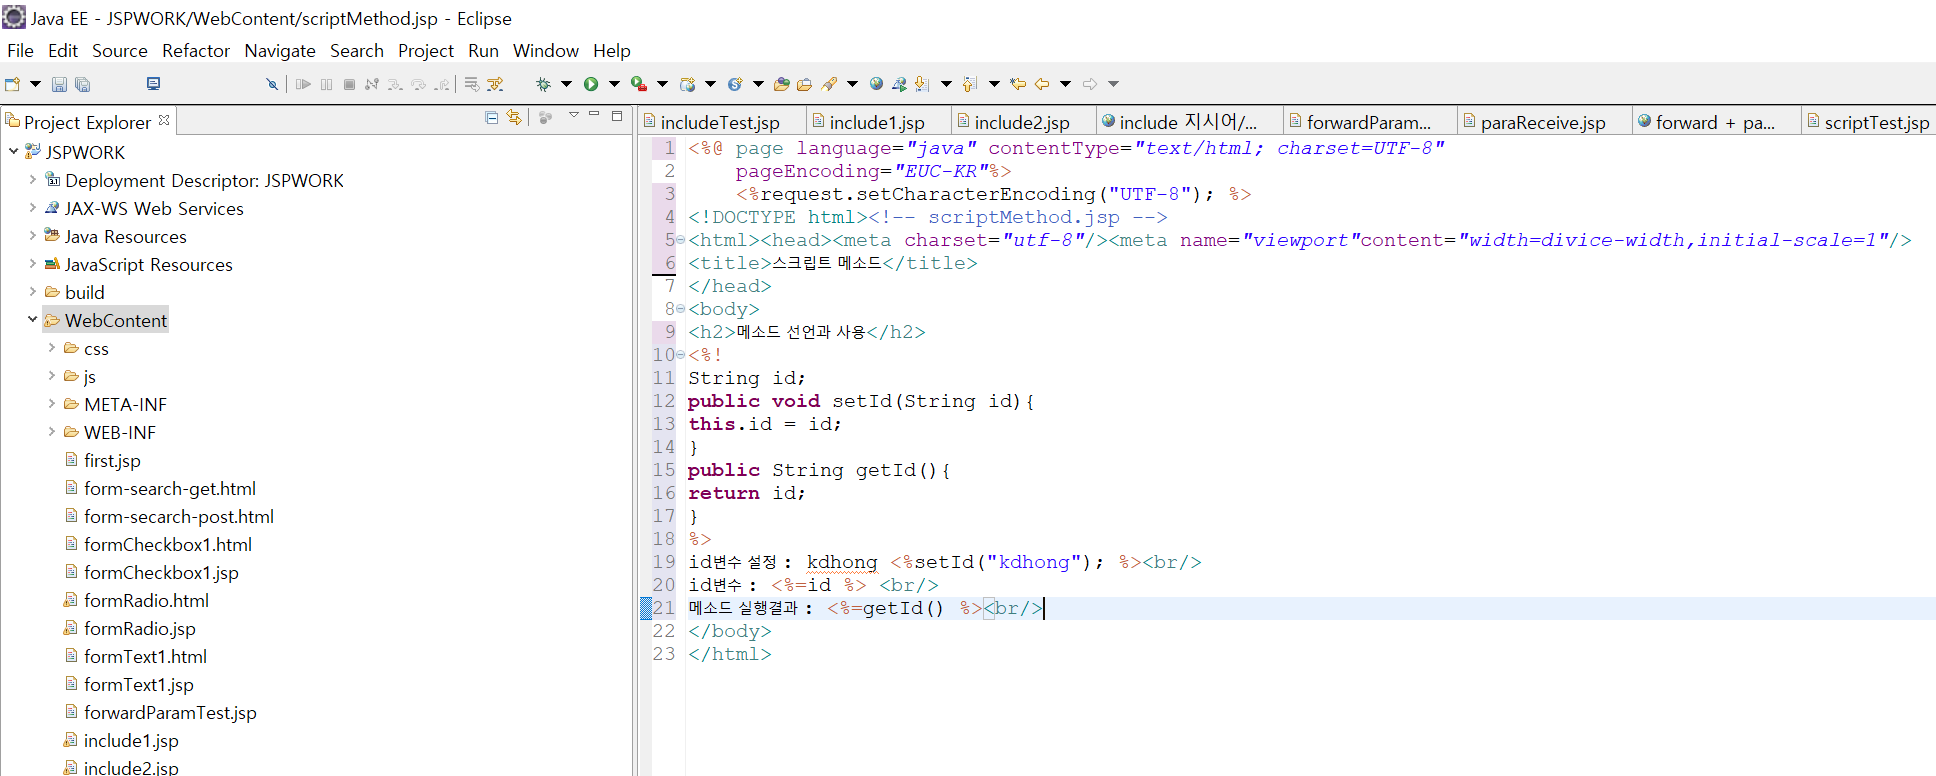 Java EE - JSPWORK/WebContent/scriptMethod.jsp - Eclipse
File Edit Source Refactor Navigate Search Project Run Window Help
Project Explorer
JSPWORK
Deployment Descriptor: JSPWORK
JAX-WS Web Services
Java Resources
JavaScript Resources
build
WebContent
css
js
META-INF
WEB-INF
first.jsp
form-search-get.html
form-secarch-post.html
formCheckbox1.html
formCheckbox1.jsp
formRadio.html
formRadio.jsp
formText1.html
formText1.jsp
forwardParamTest.jsp
include1.jsp
include2.jsp
includeTest.jsp include1.jsp include2.jsp include 지시어/... forwardParam... paraReceive.jsp forward + pa... scriptTest.jsp
1 <%@ page language="java" contentType="text/html; charset=UTF-8"
2 pageEncoding="EUC-KR"%>
3 <%request.setCharacterEncoding("UTF-8"); %>
4 <!DOCTYPE html><!-- scriptMethod.jsp -->
5 <html><head><meta charset="utf-8"/><meta name="viewport"content="width=divice-width,initial-scale=1"/>
6 <title>스크립트 메소드</title>
7 </head>
8 <body>
9 <h2>메소드 선언과 사용</h2>
10 <%!
11 String id;
12 public void setId(String id){
13 this.id = id;
14 }
15 public String getId(){
16 return id;
17 }
18 %>
19 id변수 설정 : kdhong <%setId("kdhong"); %><br/>
20 id변수 : <%=id %> <br/>
21 메소드 실행결과 : <%=getId() %><br/>
22 </body>
23 </html>